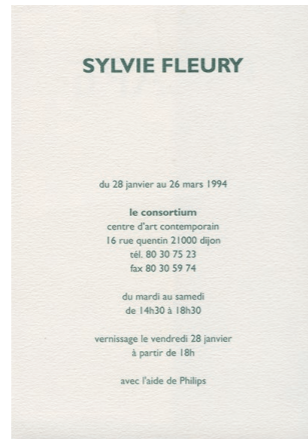 SYLVIE FLEURY
du 28 janvier au 26 mars 1994
le consortium
centre d'art contemporain
16 rue quentin 21000 dijon
tél. 80 30 75 23
fax 80 30 59 74
du mardi au samedi
de 14h30 à 18h30
vernissage le vendredi 28 janvier
à partir de 18h
avec l'aide de Philips